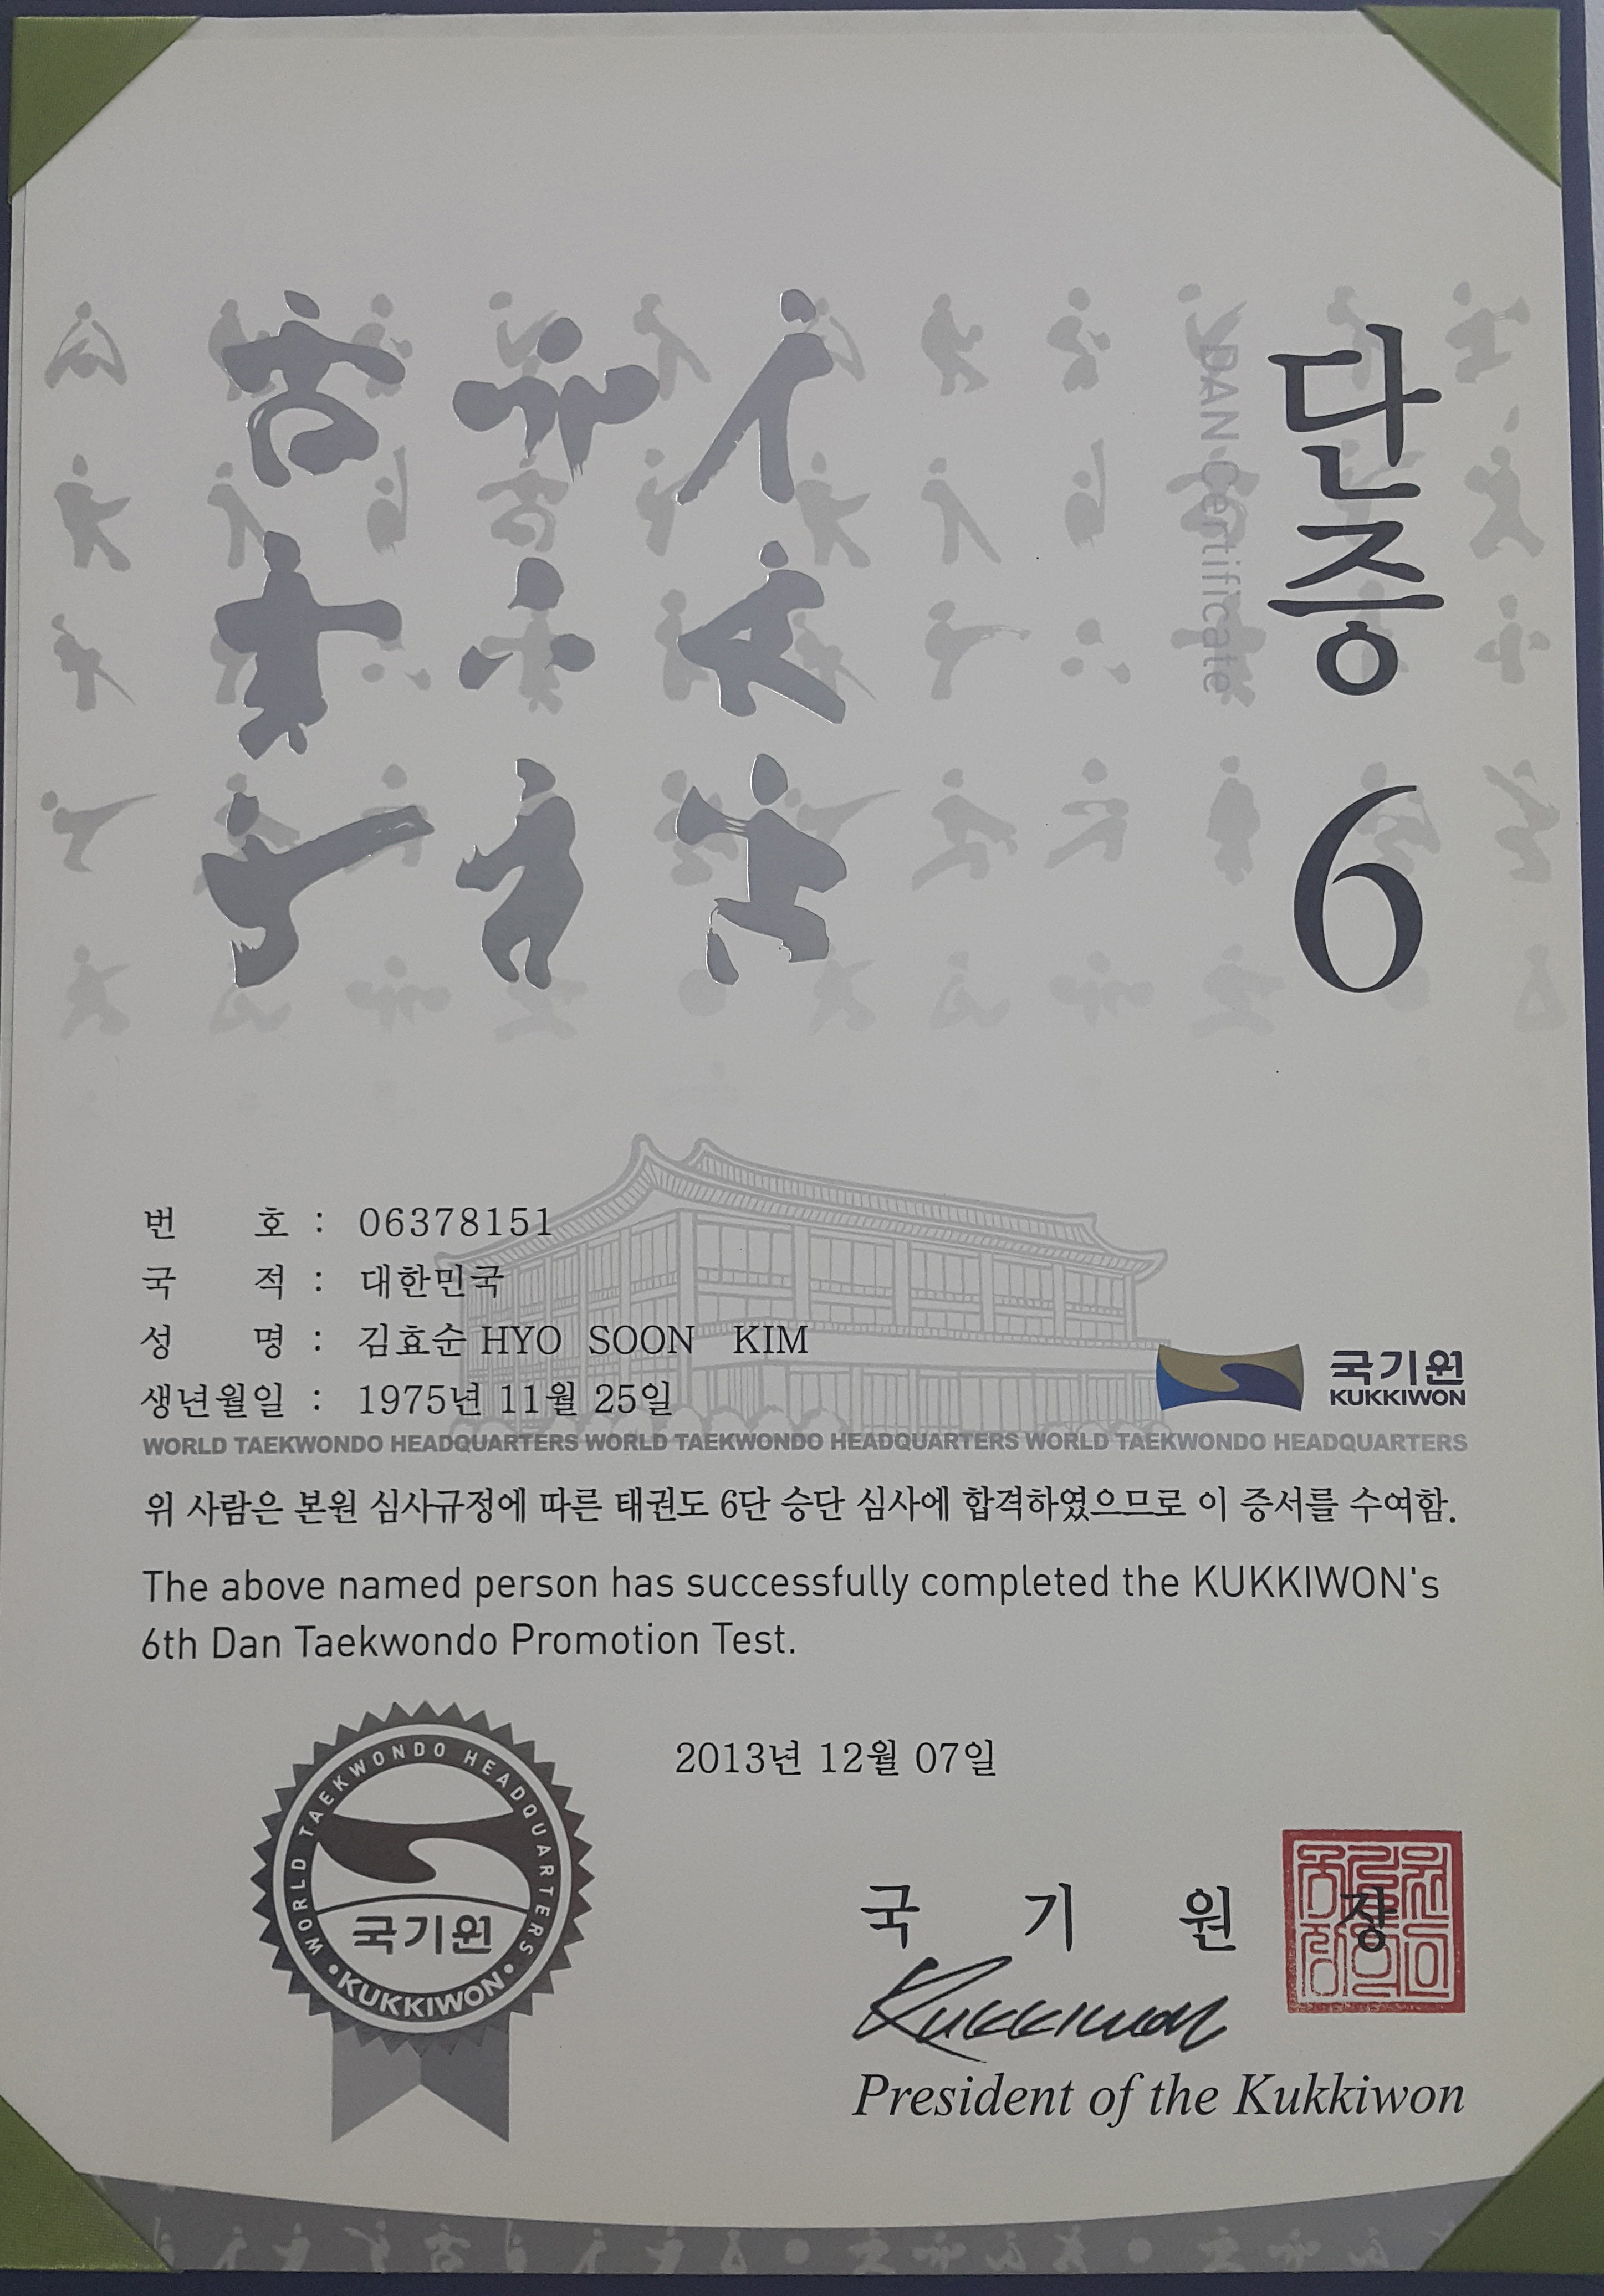 단증 6
DAN Certificate
번 호 : 06378151
국 적 : 대한민국
성 명 : 김효순 HYO SOON KIM
생년월일 : 1975년 11월 25일
국기원
KUKKIWON
WORLD TAEKWONDO HEADQUARTERS WORLD TAEKWONDO HEADQUARTERS WORLD TAEKWONDO HEADQUARTERS
위 사람은 본원 심사규정에 따른 태권도 6단 승단 심사에 합격하였으므로 이 증서를 수여함.
The above named person has successfully completed the KUKKIWON's
6th Dan Taekwondo Promotion Test.
2013년 12월 07일
WORLD TAEKWONDO HEADQUARTERS
국기원
•KUKKIWON•
국 기 원 장
Kukkiwon
President of the Kukkiwon